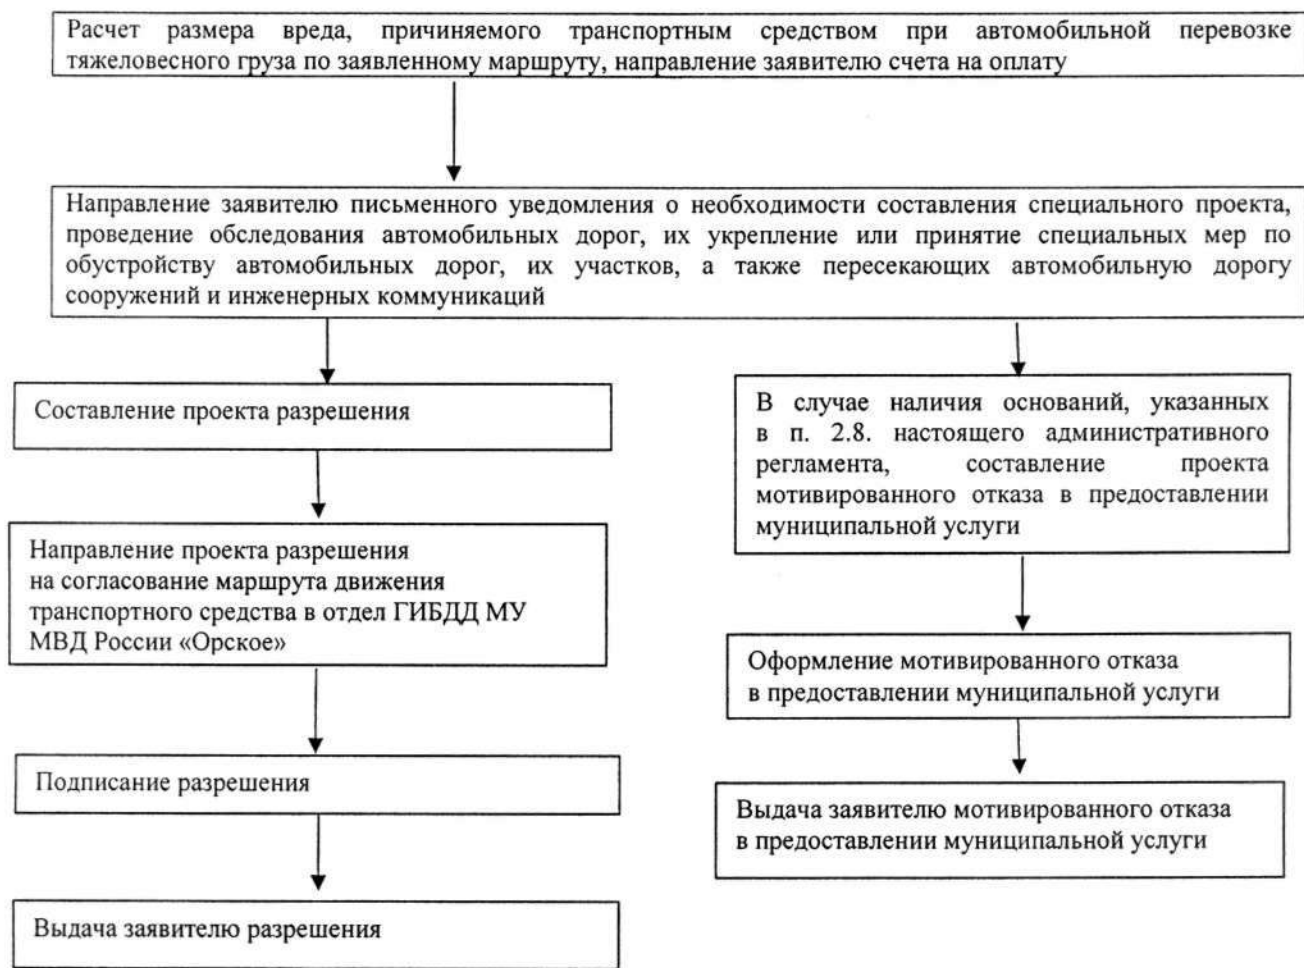 Расчет размера вреда, причиняемого транспортным средством при автомобильной перевозке
тяжеловесного груза по заявленному маршруту, направление заявителю счета на оплату
Направление заявителю письменного уведомления о необходимости составления специального проекта,
проведение обследования автомобильных дорог, их укрепление или принятие специальных мер по
обустройству автомобильных дорог, их участков, а также пересекающих автомобильную дорогу
сооружений и инженерных коммуникаций
Составление проекта разрешения
Направление проекта разрешения
на согласование маршрута движения
транспортного средства в отдел ГИБДД МУ
МВД России «Орское»
Подписание разрешения
Выдача заявителю разрешения
В случае наличия оснований, указанных
в п. 2.8. настоящего административного
регламента, составление проекта
мотивированного отказа в предоставлении
муниципальной услуги
Оформление мотивированного отказа
в предоставлении муниципальной услуги
Выдача заявителю мотивированного отказа
в предоставлении муниципальной услуги